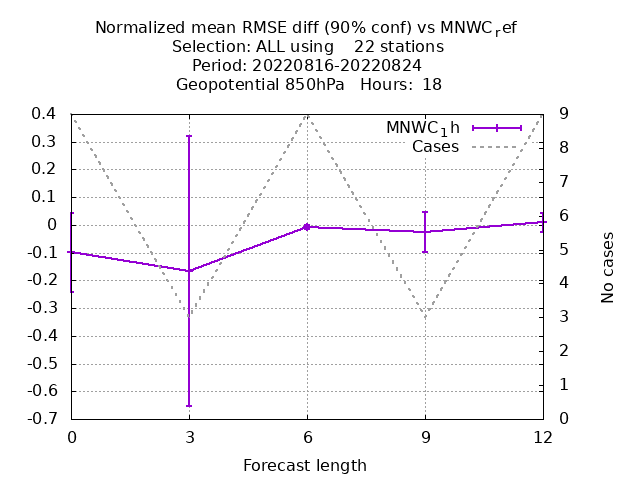 Normalized mean RMSE diff (90% conf) vs MNWCref
Selection: ALL using    22 stations
Period: 20220816-20220824
Geopotential 850hPa   Hours:  18
MNWC1h
Cases
0.4
0.3
0.2
0.1
0
-0.1
-0.2
-0.3
-0.4
-0.5
-0.6
-0.7
9
8
7
6
5
4
3
2
1
0
No cases
0 3 6 9 12
Forecast length